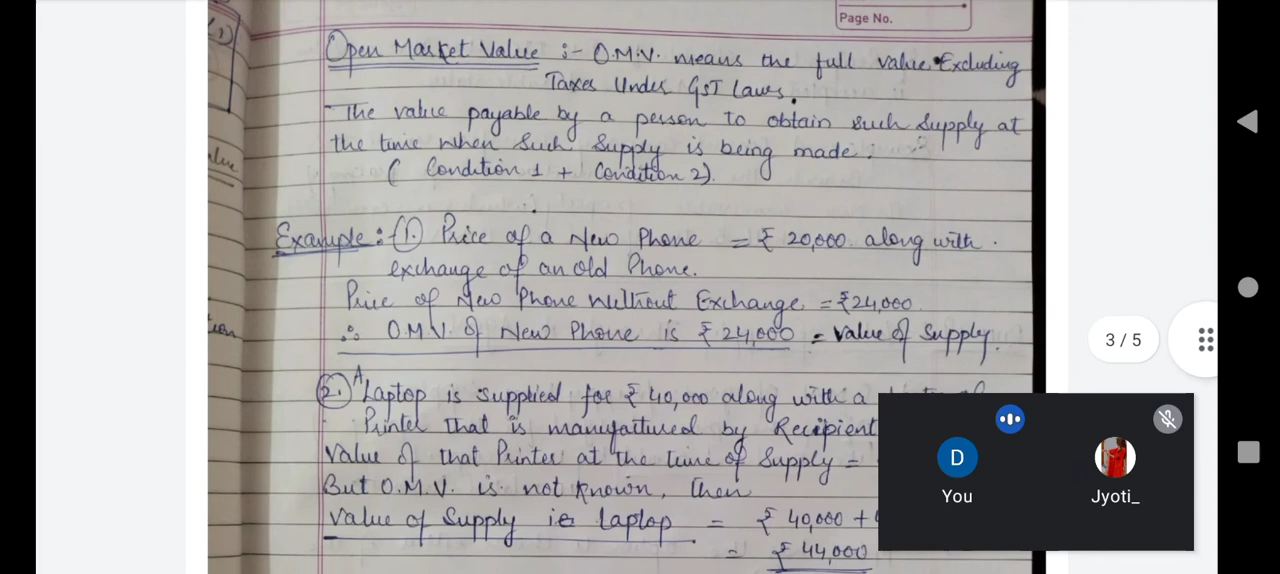 Page No.
Open Market Value :- O.M.V. means the full value Excluding
Taxes Under GST Laws.
- The value payable by a person to obtain such Supply at
the time when Such Supply is being made.
( Condition 1 + Condition 2).
Example :- (1). Price of a New Phone = ₹ 20,000 along with
exchange of an old Phone.
Price of New Phone Without Exchange = ₹24,000
∴ O.M.V. of New Phone is ₹ 24,000 = Value of Supply.
(2.) A Laptop is Supplied for ₹ 40,000 along with a
Printer that is manufactured by Recipient
Value of that Printer at the time of Supply =
But O.M.V. is not known, then
Value of Supply i.e Laptop = ₹ 40,000 +
= ₹ 44,000
3 / 5
D
You
Jyoti_